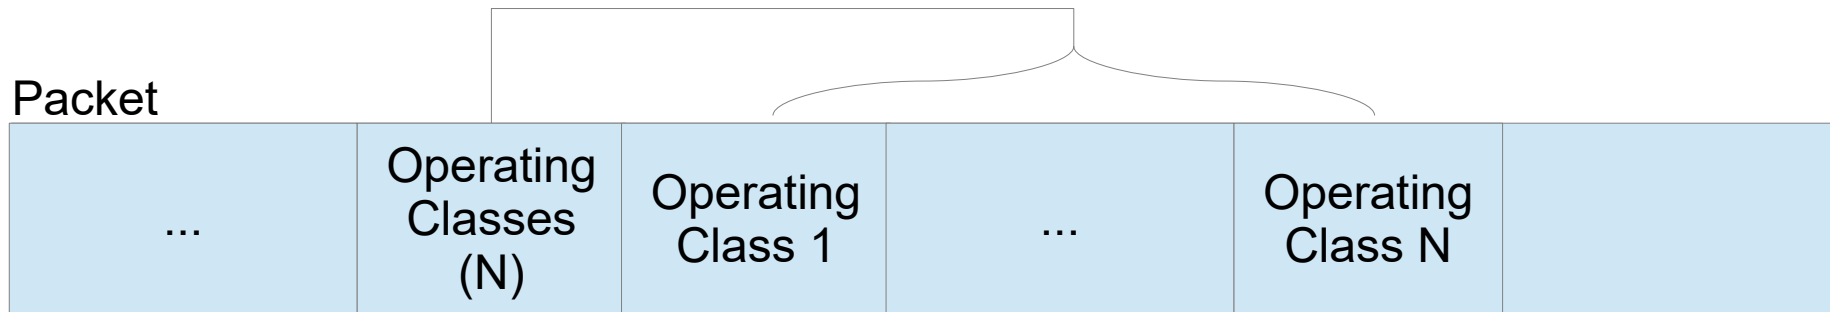 Packet
...
Operating
Classes
(N)
Operating
Class 1
...
Operating
Class N